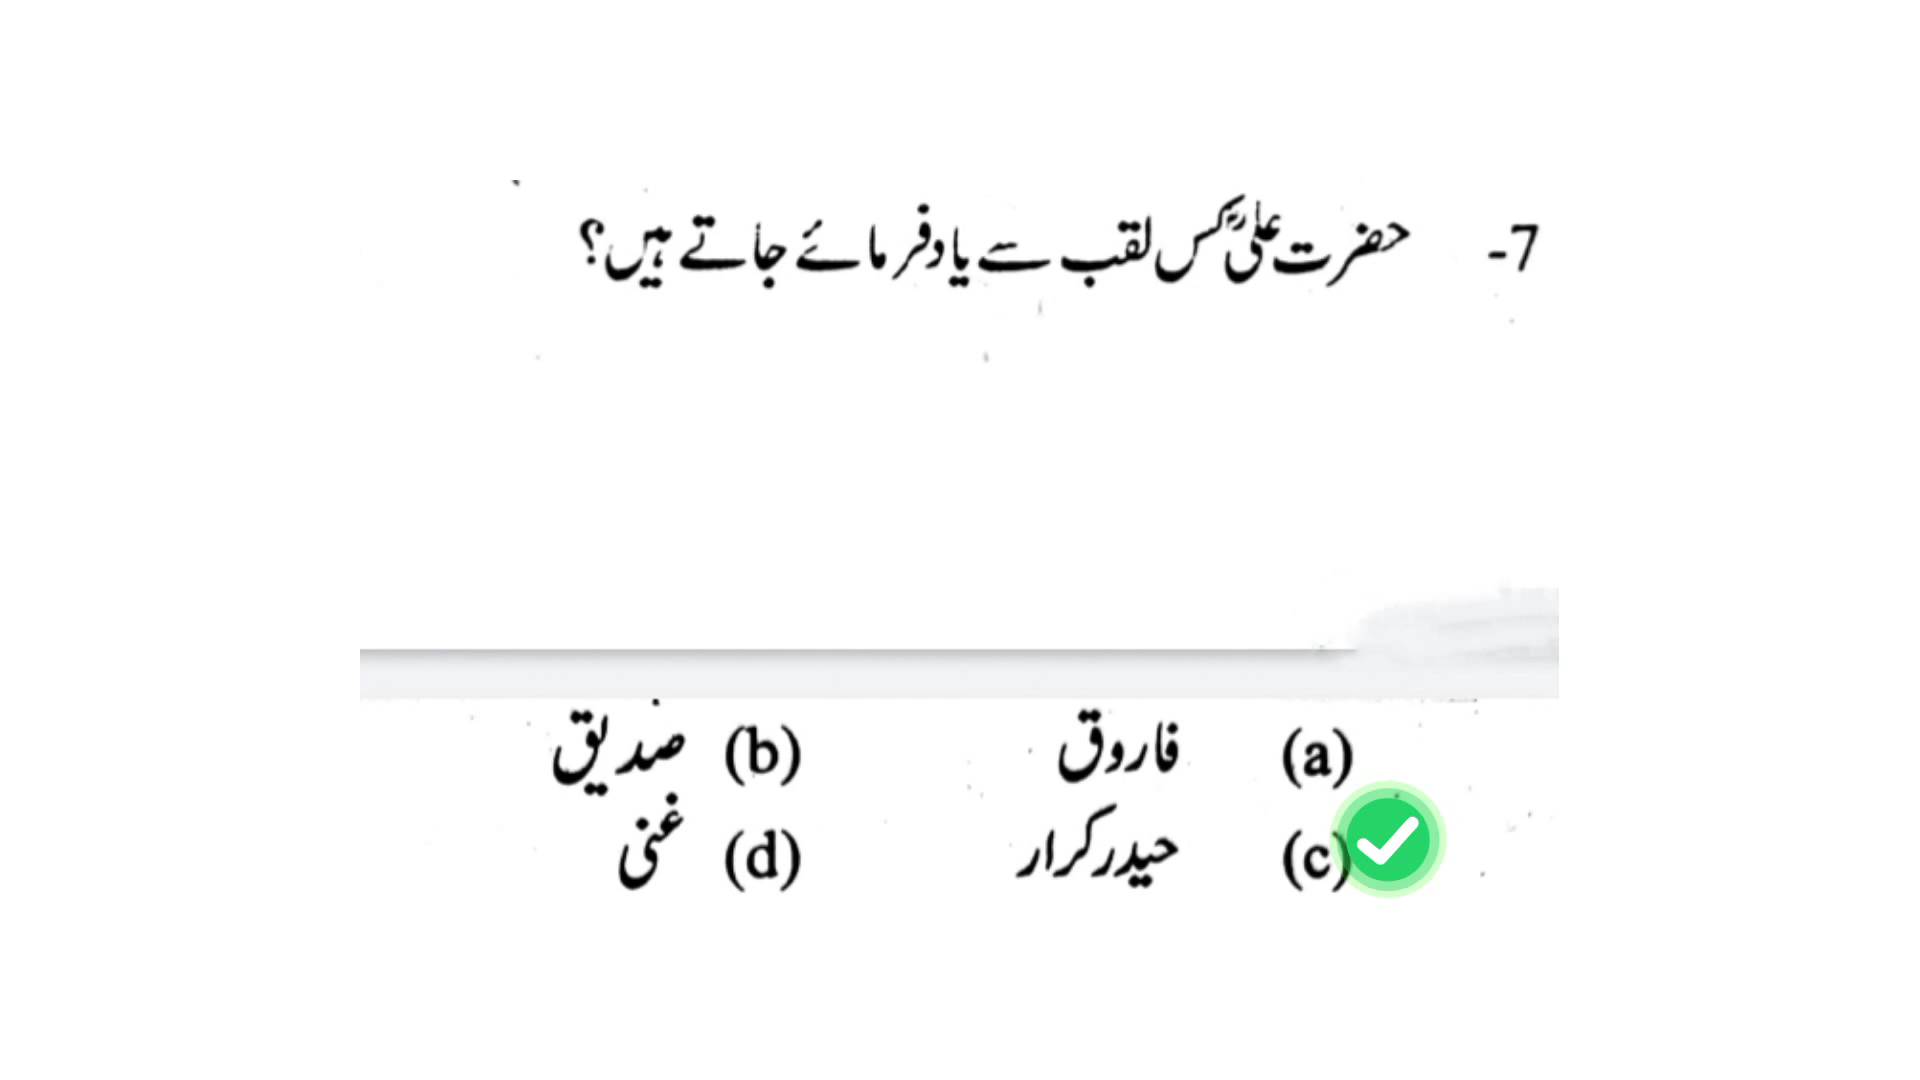 7- حضرت علیؓ کس لقب سے یاد فرمائے جاتے ہیں؟
(a) فاروق (b) صدیق
(c) حیدر کرار (d) غنی